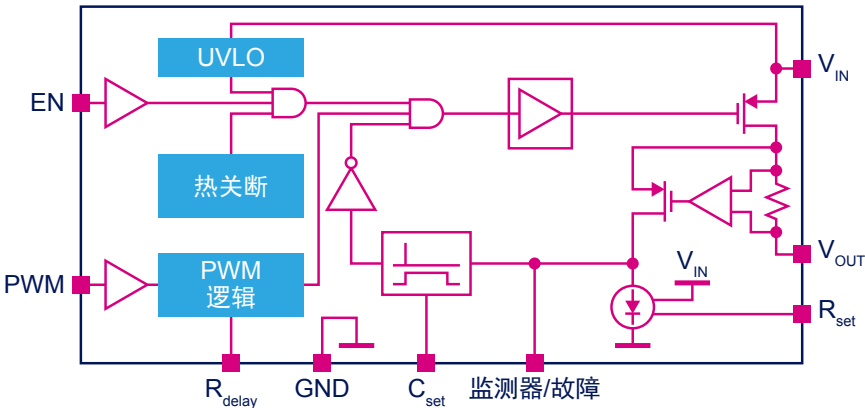 UVLO
EN
V_IN
热关断
PWM
PWM
逻辑
V_IN
V_OUT
R_set
R_delay
GND
C_set
监测器/故障